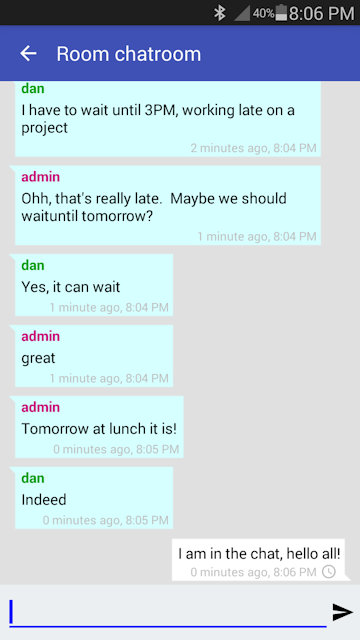 40% 8:06 PM
Room chatroom
dan
I have to wait until 3PM, working late on a
project
2 minutes ago, 8:04 PM
admin
Ohh, that's really late.  Maybe we should
waituntil tomorrow?
1 minute ago, 8:04 PM
dan
Yes, it can wait
1 minute ago, 8:04 PM
admin
great
1 minute ago, 8:04 PM
admin
Tomorrow at lunch it is!
0 minutes ago, 8:05 PM
dan
Indeed
0 minutes ago, 8:05 PM
I am in the chat, hello all!
0 minutes ago, 8:06 PM